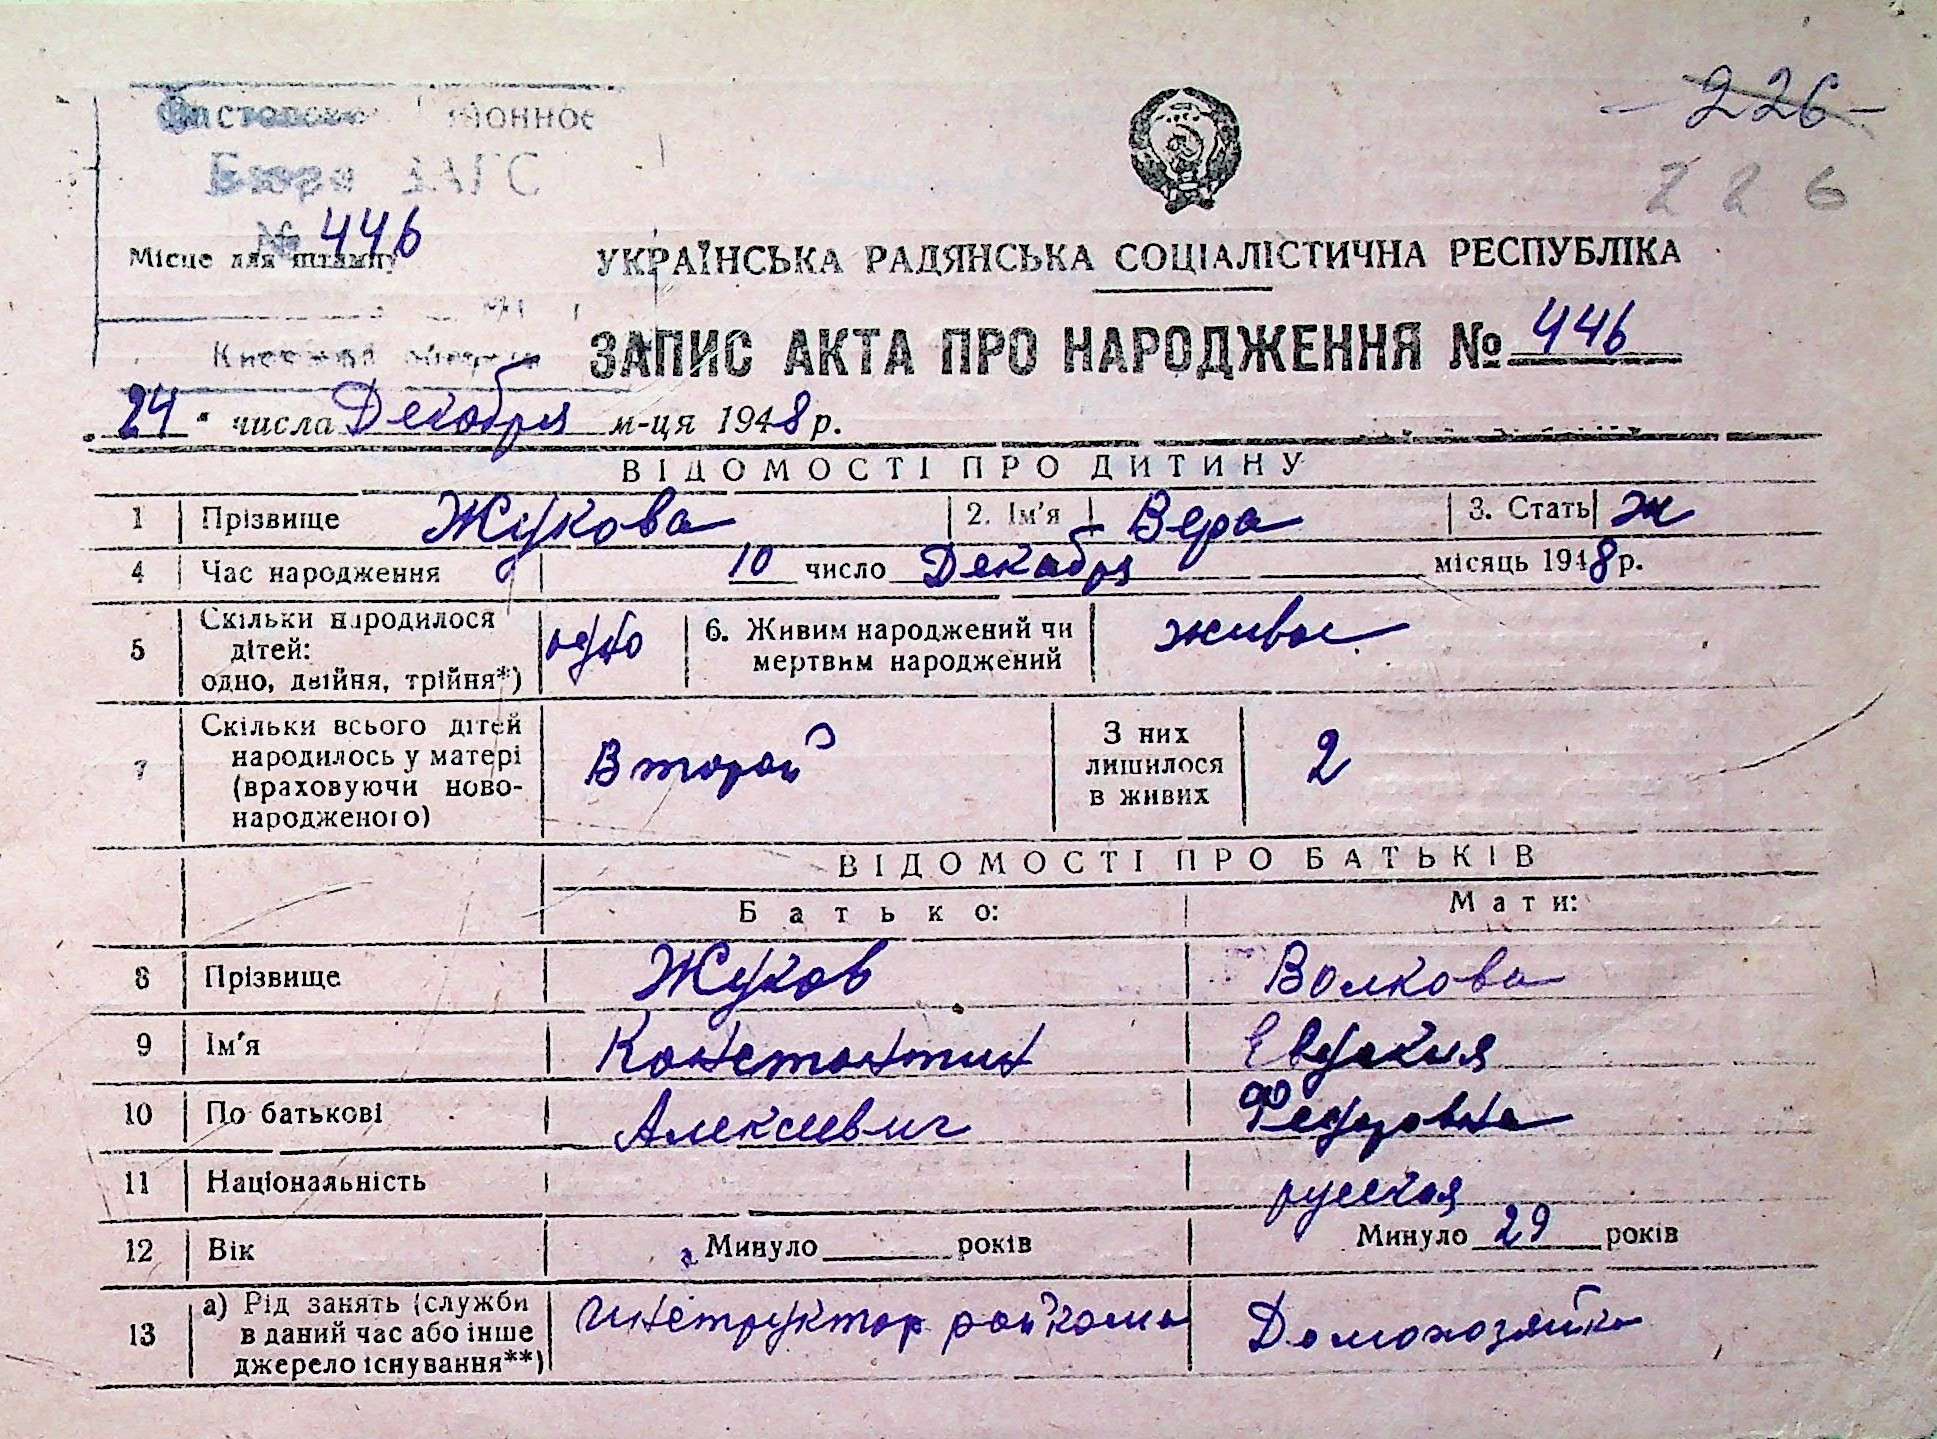 226
226
Бюро ЗАГС
№ 446
Місце для штампу
УКРАЇНСЬКА РАДЯНСЬКА СОЦІАЛІСТИЧНА РЕСПУБЛІКА
ЗАПИС АКТА ПРО НАРОДЖЕННЯ № 446
24 " числа Декабря м-ця 1948 р.
ВІДОМОСТІ ПРО ДИТИНУ
1 Прізвище Жукова 2. Ім'я Вера 3. Стать ж
4 Час народження 10 число Декабря місяць 1948 р.
5 Скільки народилося дітей: одно, двійня, трійня*) одно 6. Живим народжений чи мертвим народжений живое
7 Скільки всього дітей народилось у матері (враховуючи новонародженого) Второй З них лишилося в живих 2
ВІДОМОСТІ ПРО БАТЬКІВ
Батько: Мати:
8 Прізвище Жуков Волкова
9 Ім'я Константин Евдокия
10 По батькові Алексеевич Федоровна
11 Національність русская
12 Вік Минуло років Минуло 29 років
13 а) Рід занять (служби в даний час або інше джерело існування**) Инструктор райкома Домохозяйка